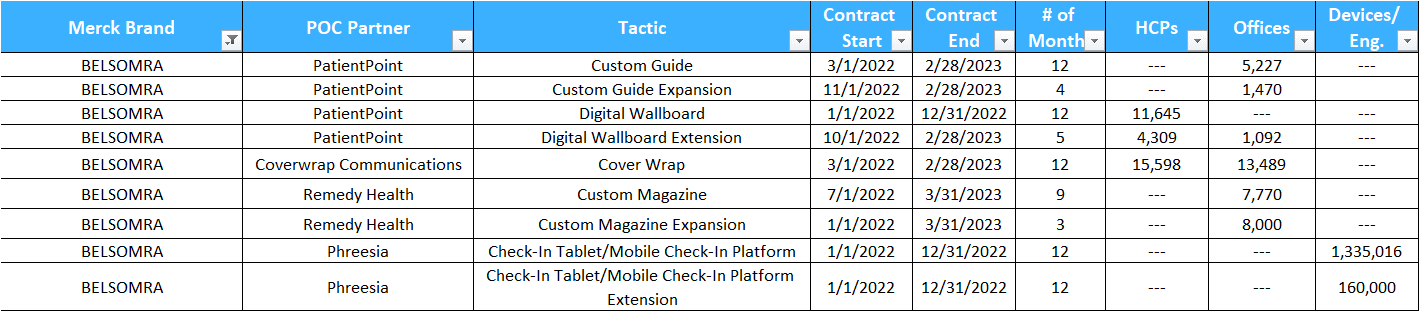 Merck Brand POC Partner Tactic Contract Start Contract End # of Month HCPs Offices Devices/ Eng.
BELSOMRA PatientPoint Custom Guide 3/1/2022 2/28/2023 12 --- 5,227 ---
BELSOMRA PatientPoint Custom Guide Expansion 11/1/2022 2/28/2023 4 --- 1,470
BELSOMRA PatientPoint Digital Wallboard 1/1/2022 12/31/2022 12 11,645 --- ---
BELSOMRA PatientPoint Digital Wallboard Extension 10/1/2022 2/28/2023 5 4,309 1,092 ---
BELSOMRA Coverwrap Communications Cover Wrap 3/1/2022 2/28/2023 12 15,598 13,489 ---
BELSOMRA Remedy Health Custom Magazine 7/1/2022 3/31/2023 9 --- 7,770 ---
BELSOMRA Remedy Health Custom Magazine Expansion 1/1/2022 3/31/2023 3 --- 8,000 ---
BELSOMRA Phreesia Check-In Tablet/Mobile Check-In Platform 1/1/2022 12/31/2022 12 --- --- 1,335,016
BELSOMRA Phreesia Check-In Tablet/Mobile Check-In Platform Extension 1/1/2022 12/31/2022 12 --- --- 160,000